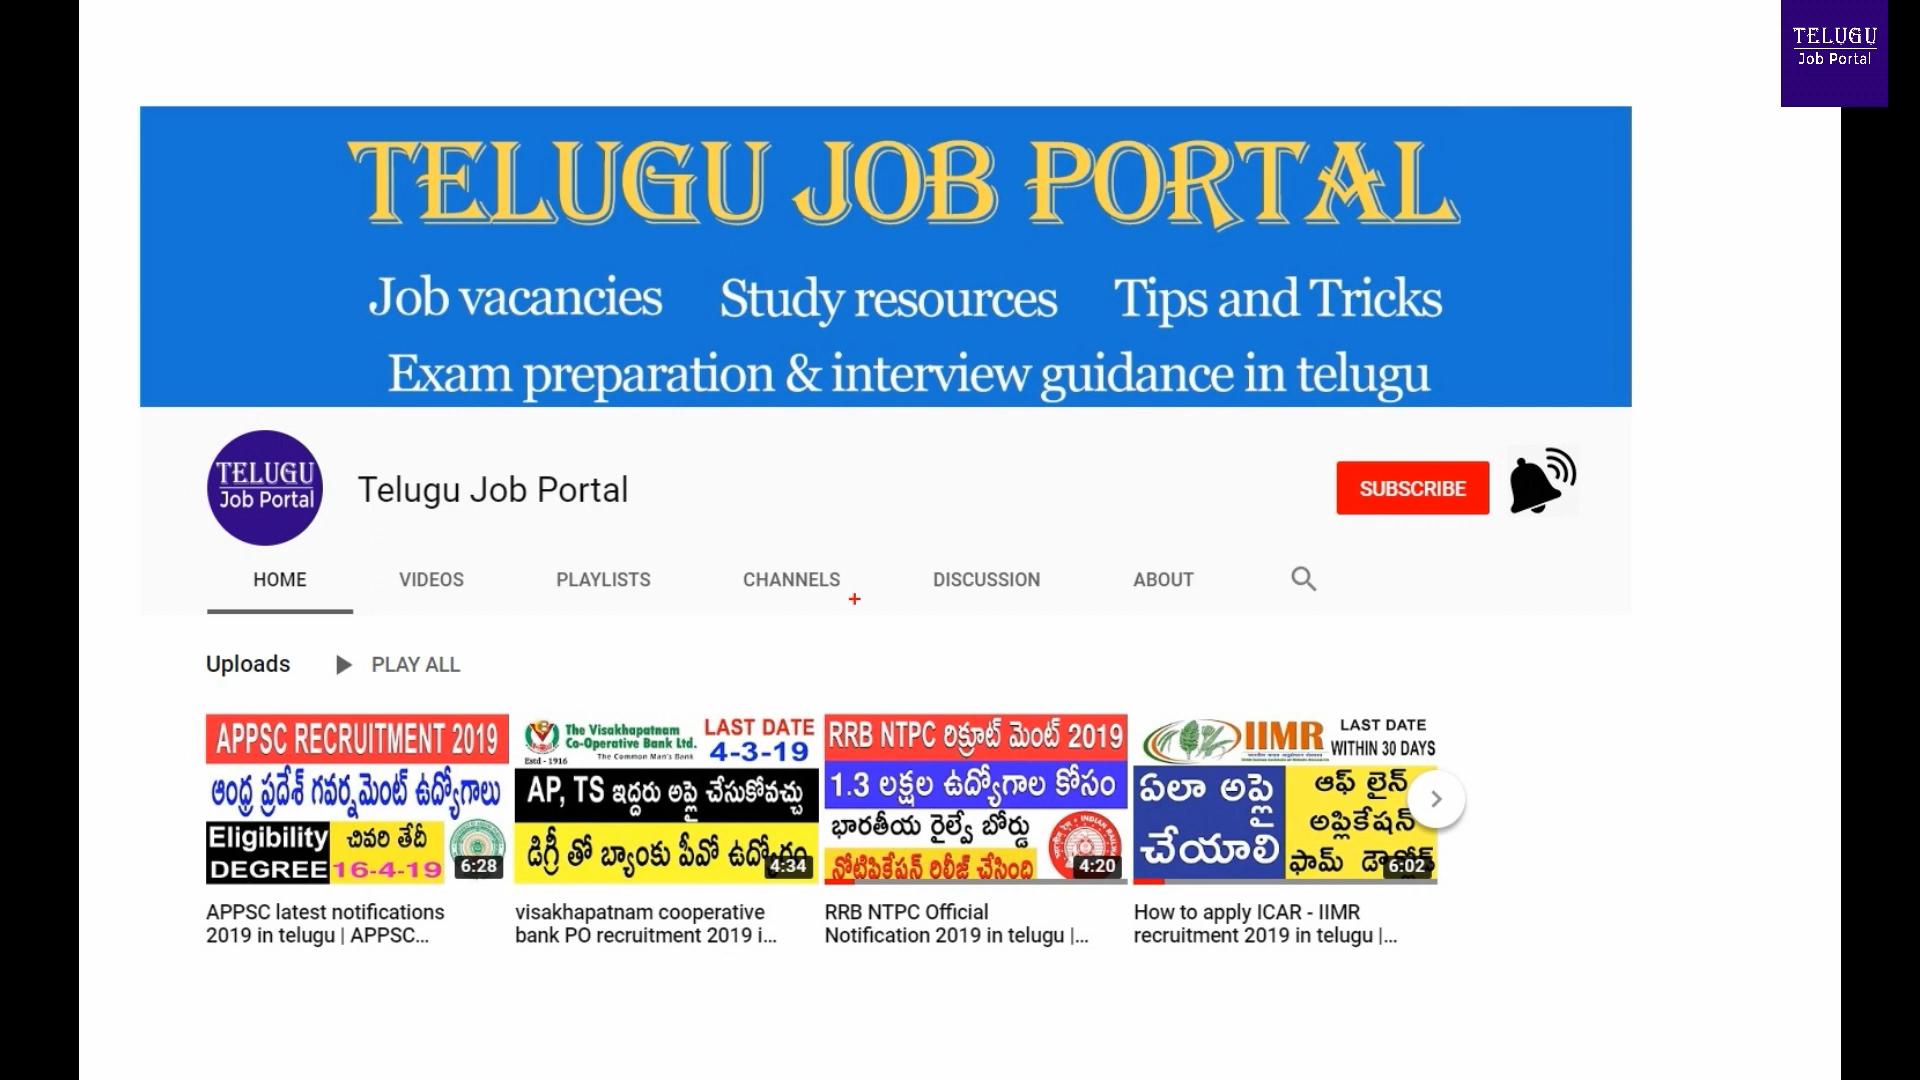 TELUGU
Job Portal
TELUGU JOB PORTAL
Job vacancies Study resources Tips and Tricks
Exam preparation & interview guidance in telugu
TELUGU
Job Portal
Telugu Job Portal
SUBSCRIBE
HOME VIDEOS PLAYLISTS CHANNELS DISCUSSION ABOUT
Uploads PLAY ALL
APPSC RECRUITMENT 2019
ఆంధ్ర ప్రదేశ్ గవర్నమెంట్ ఉద్యోగాలు
Eligibility
DEGREE
చివరి తేదీ
16-4-19
6:28
APPSC latest notifications
2019 in telugu | APPSC...
The Visakhapatnam
Co-Operative Bank Ltd.
Estd - 1916
The Common Man's Bank
LAST DATE
4-3-19
AP, TS ఇద్దరు అప్లై చేసుకోవచ్చు
డిగ్రీ తో బ్యాంకు పీవో
4:34
visakhapatnam cooperative
bank PO recruitment 2019 i...
RRB NTPC రిక్రూట్ మెంట్ 2019
1.3 లక్షల ఉద్యోగాల కోసం
భారతీయ రైల్వే బోర్డు
నోటిఫికేషన్ రిలీజ్ చేసింది
4:20
RRB NTPC Official
Notification 2019 in telugu |...
IIMR
LAST DATE
WITHIN 30 DAYS
ఏలా అప్లై
చేయాలి
ఆఫ్ లైన్
అప్లికేషన్
ఫామ్
6:02
How to apply ICAR - IIMR
recruitment 2019 in telugu |...